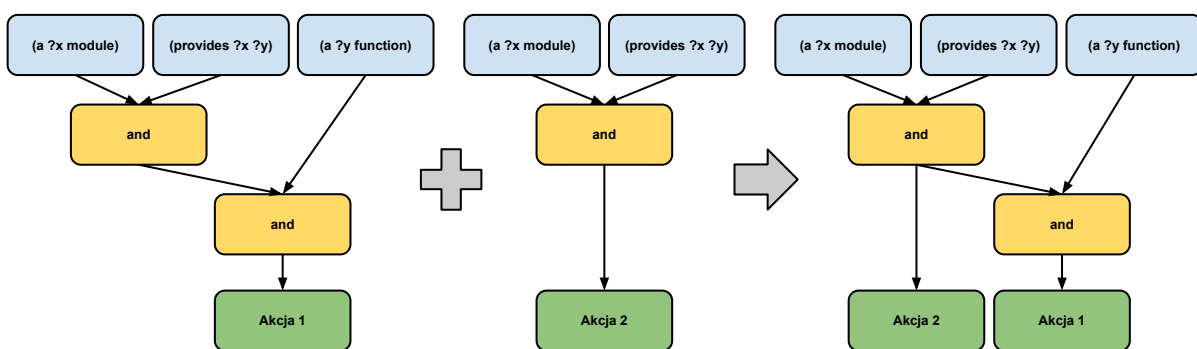 (a ?x module)
(provides ?x ?y)
(a ?y function)
and
and
Akcja 1
(a ?x module)
(provides ?x ?y)
and
Akcja 2
(a ?x module)
(provides ?x ?y)
(a ?y function)
and
and
Akcja 2
Akcja 1